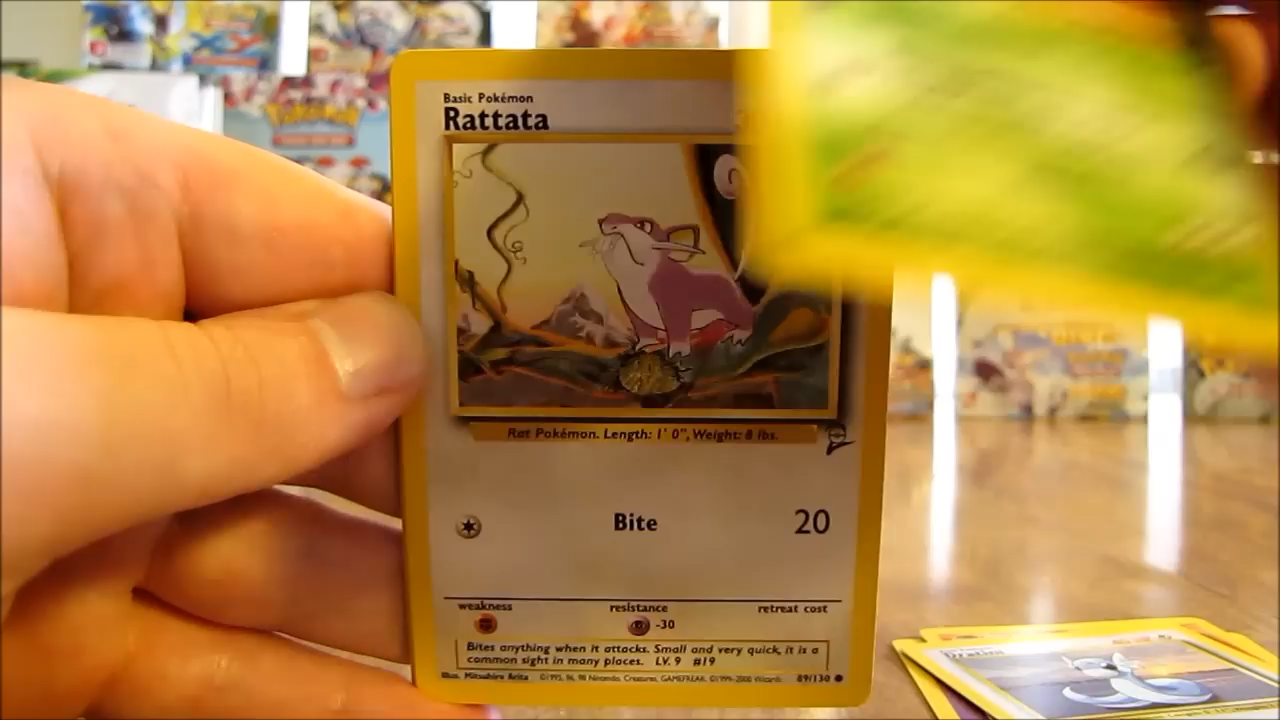 Basic Pokémon
Rattata
Rat Pokémon. Length: 1' 0", Weight: 8 lbs.
Bite 20
weakness resistance retreat cost
-30
Bites anything when it attacks. Small and very quick, it is a
common sight in many places. LV. 9 #19
Illus. Mitsuhiro Arita ©1995, 96, 98 Nintendo, Creatures, GAMEFREAK. ©1999-2000 Wizards. 89/130
Dratini